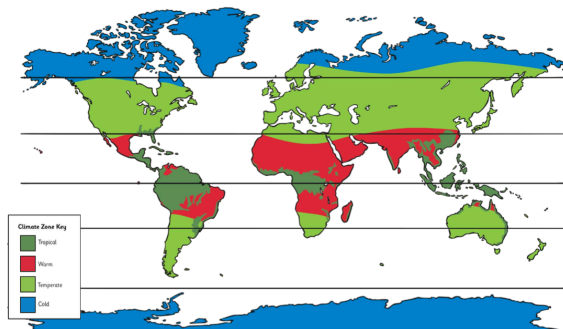 Climate Zone Key
Tropical
Warm
Temperate
Cold